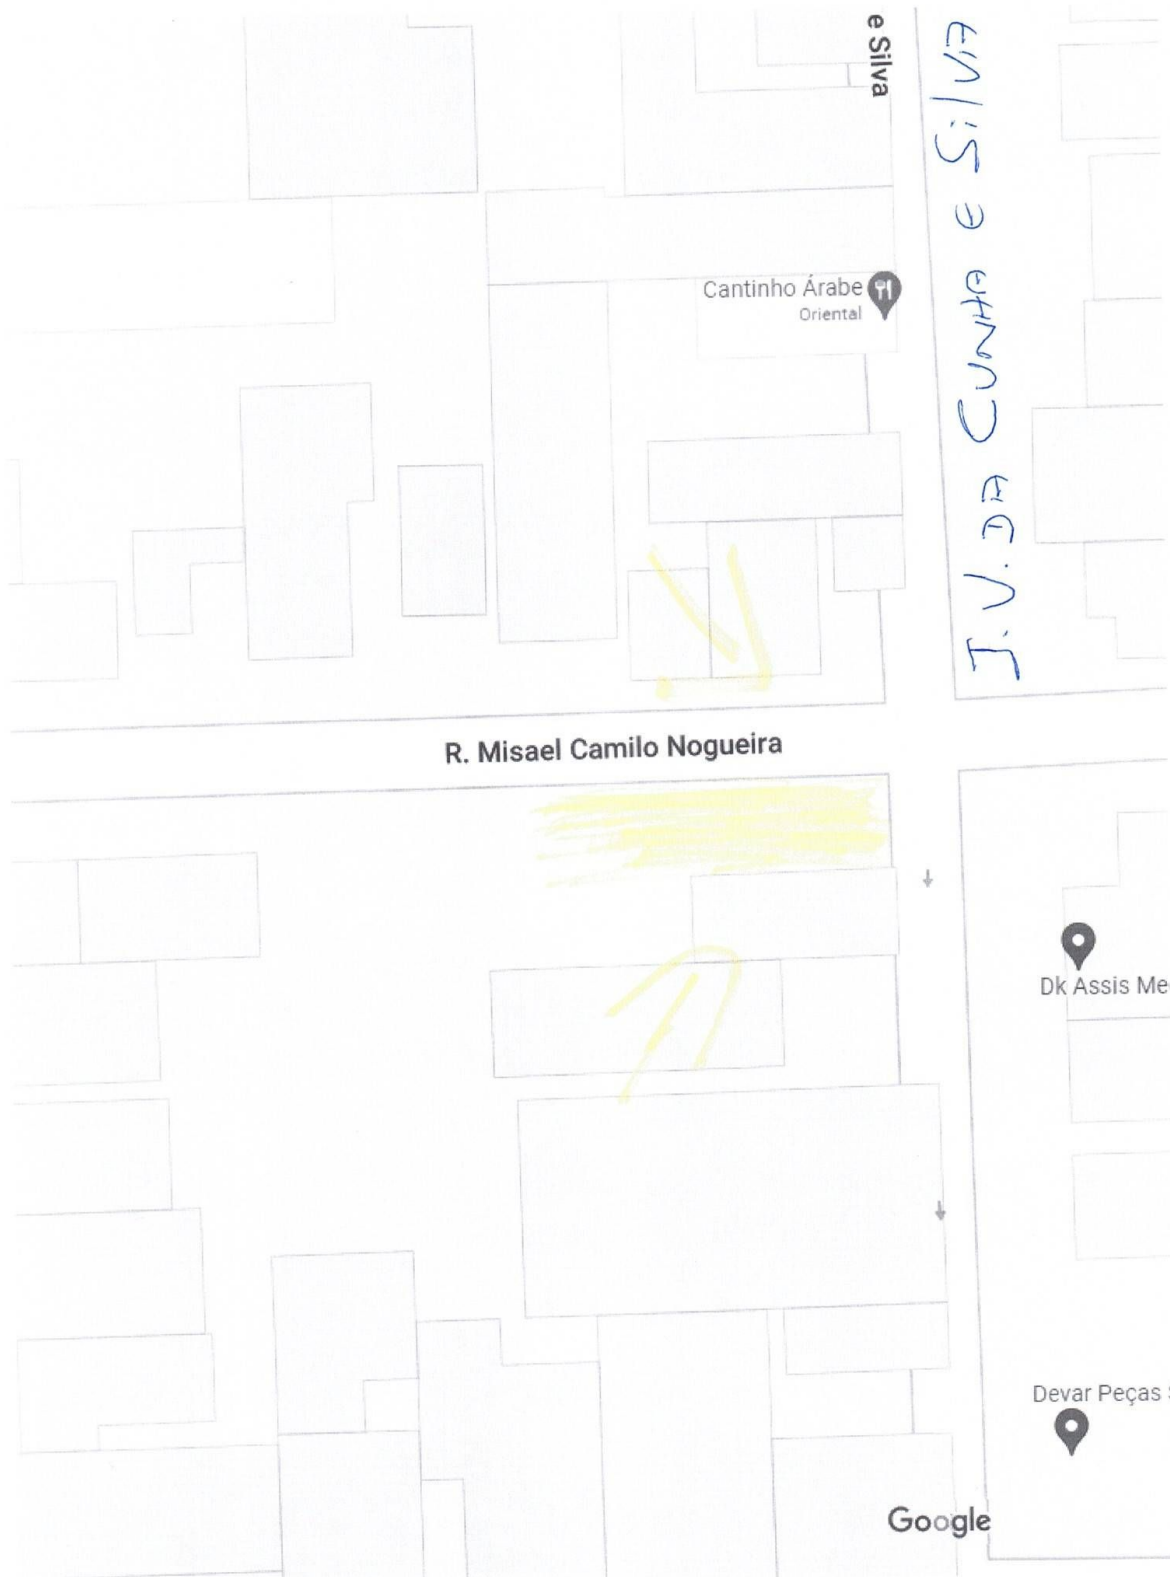 e Silva
J. V. DA CUNHA E SilVA
Cantinho Árabe
Oriental
R. Misael Camilo Nogueira
Dk Assis Me
Devar Peças
Google